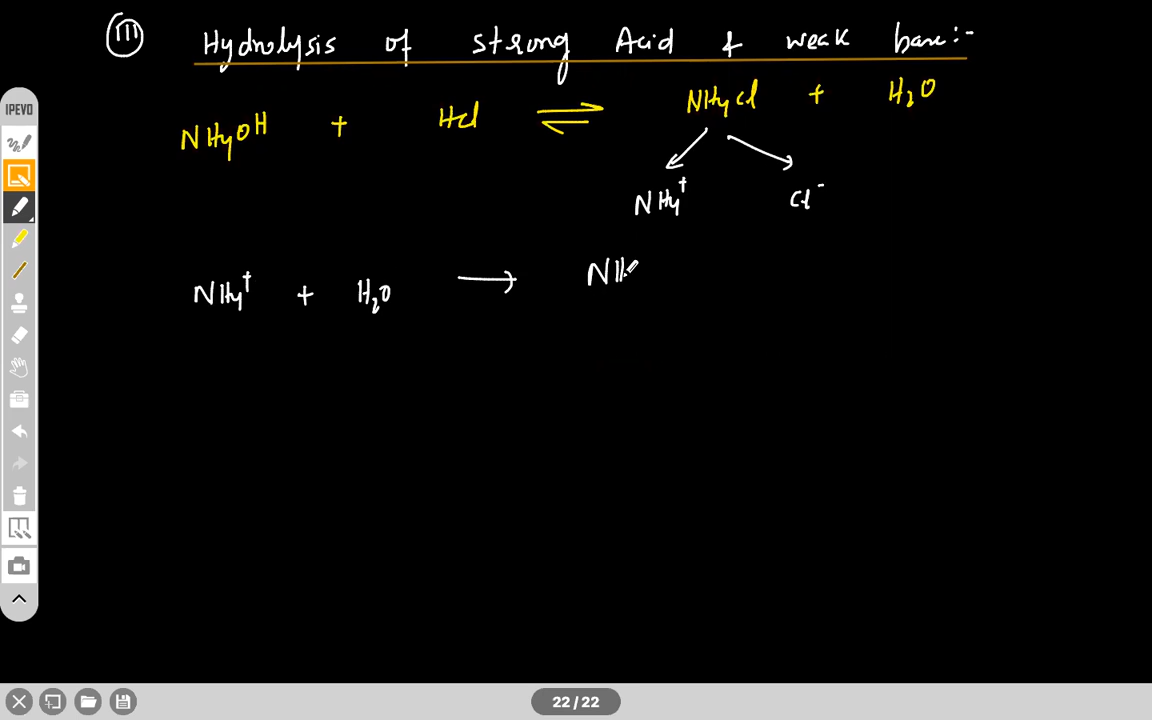 (III) Hydrolysis of strong Acid & weak base:-
NH4OH + HCl ⇌ NH4Cl + H2O
NH4+ Cl-
NH4+ + H2O → NH
IPEVO
22 / 22